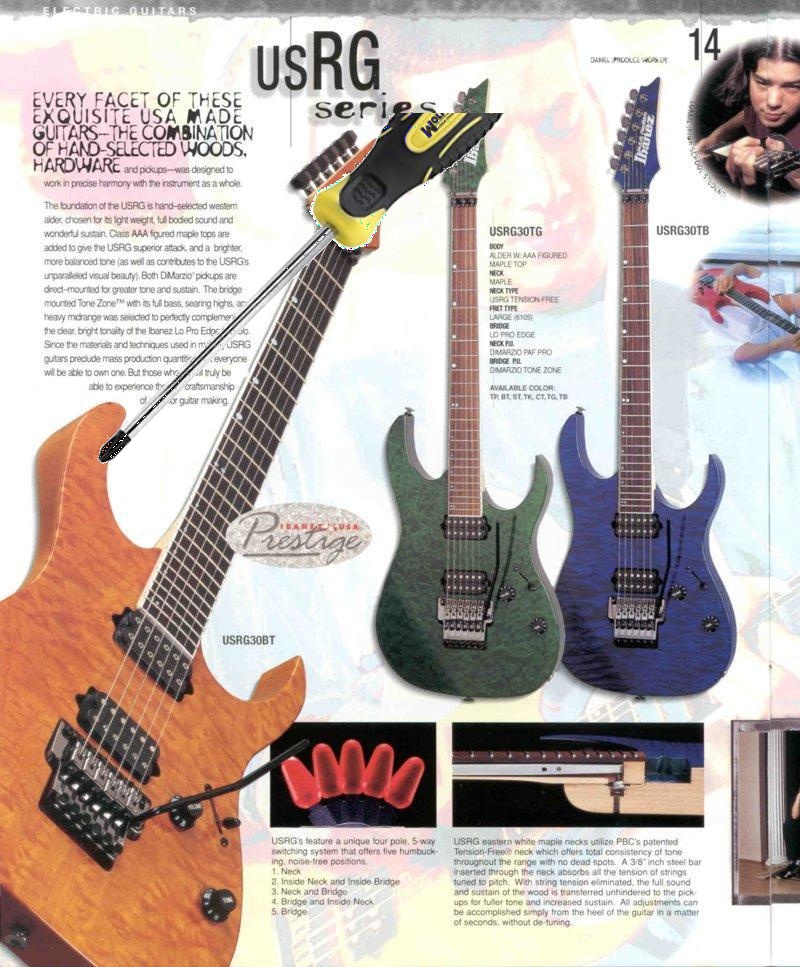 ELECTRIC GUITARS
usRG
series
14
DANIEL (PRODUCE WORKER)
EVERY FACET OF THESE
EXQUISITE USA MADE
GUITARS—THE COMBINATION
OF HAND-SELECTED WOODS,
HARDWARE and pickups—was designed to
work in precise harmony with the instrument as a whole.
The foundation of the USRG is hand–selected western
alder, chosen for its light weight, full bodied sound and
wonderful sustain. Class AAA figured maple tops are
added to give the USRG superior attack, and a brighter,
more balanced tone (as well as contributes to the USRG's
unparalleled visual beauty). Both DiMarzio® pickups are
direct–mounted for greater tone and sustain. The bridge
mounted Tone Zone™ with its full bass, searing highs, an
heavy midrange was selected to perfectly complement
the clear, bright tonality of the Ibanez Lo Pro Edge
Since the materials and techniques used in USRG
guitars preclude mass production everyone
will be able to own one. But those who truly be
able to experience the craftsmanship
of guitar making.
Ibanez
Ibanez
USRG30TG
BODY
ALDER W/ AAA FIGURED
MAPLE TOP
NECK
MAPLE
NECK TYPE
USRG TENSION-FREE
FRET TYPE
LARGE (6105)
BRIDGE
LO PRO EDGE
NECK P.U.
DIMARZIO PAF PRO
BRIDGE P.U.
DIMARZIO TONE ZONE
AVAILABLE COLOR:
TP, BT, ST, TK, CT, TG, TB
USRG30TB
IBANEZ USA
Prestige
USRG30BT
VOLUME
TONE
USRG's feature a unique four pole, 5-way
switching system that offers five humbuck-
ing, noise-free positions.
1. Neck
2. Inside Neck and Inside Bridge
3. Neck and Bridge
4. Bridge and Inside Neck
5. Bridge
USRG eastern white maple necks utilize PBC's patented
Tension-Free® neck which offers total consistency of tone
throughout the range with no dead spots. A 3/8" inch steel bar
inserted through the neck absorbs all the tension of strings
tuned to pitch. With string tension eliminated, the full sound
and sustain of the wood is transferred unhindered to the pick-
ups for fuller tone and increased sustain. All adjustments can
be accomplished simply from the heel of the guitar in a matter
of seconds, without de-tuning.